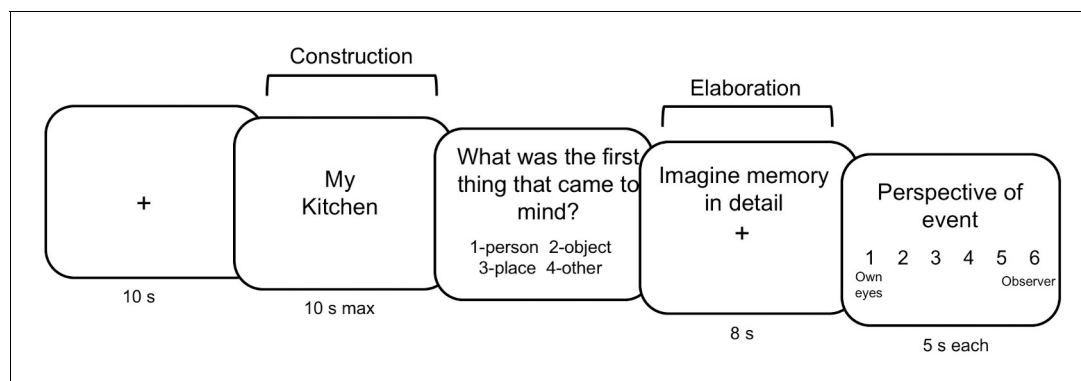 Construction
Elaboration
+
10 s
My
Kitchen
10 s max
What was the first
thing that came to
mind?
1-person 2-object
3-place 4-other
Imagine memory
in detail
+
8 s
Perspective of
event
1 2 3 4 5 6
Own
eyes
Observer
5 s each